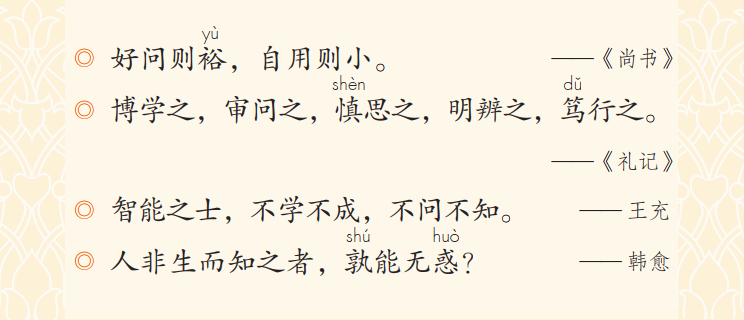 yù
◎ 好问则裕，自用则小。 ——《尚书》
shèn dǔ
◎ 博学之，审问之，慎思之，明辨之，笃行之。
——《礼记》
◎ 智能之士，不学不成，不问不知。 ——王充
shú huò
◎ 人非生而知之者，孰能无惑？ ——韩愈